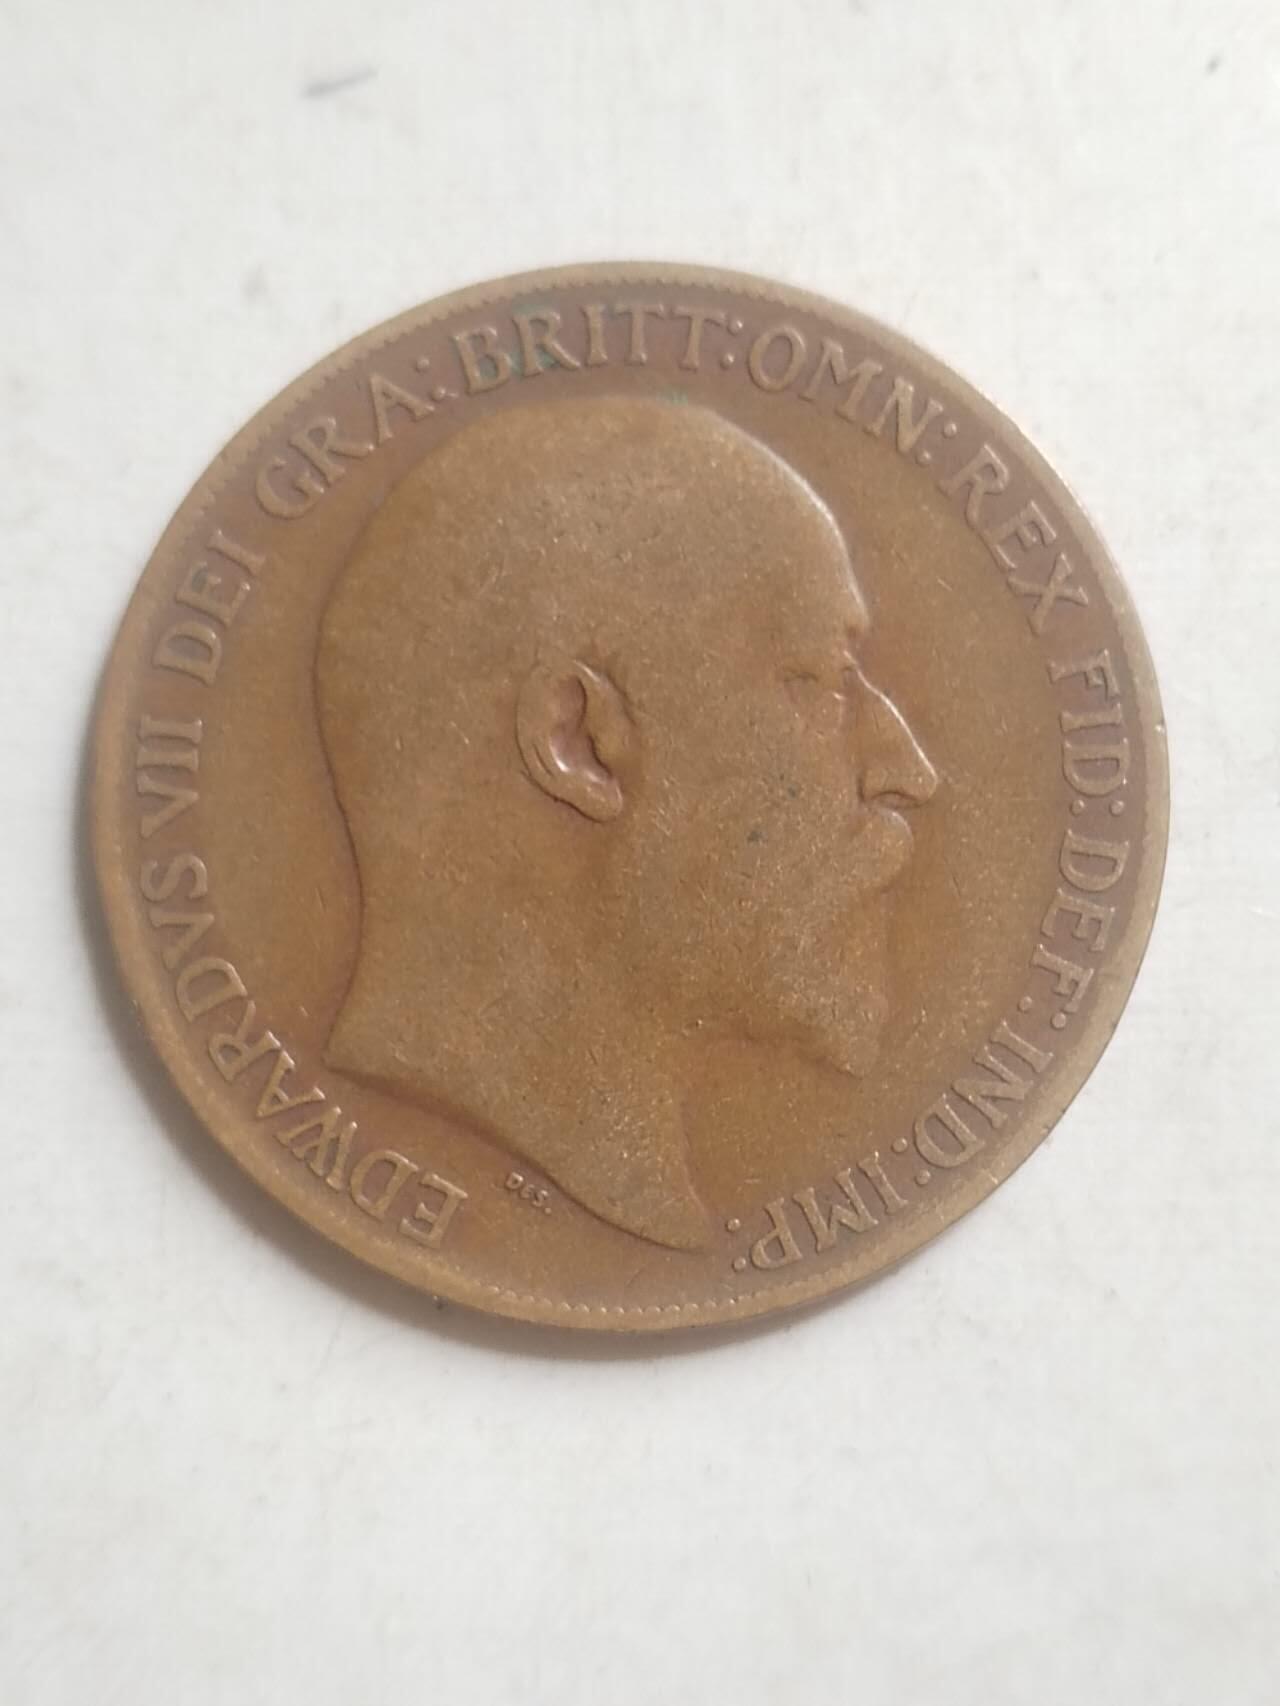 EDWARDVS VII DEI GRA: BRITT: OMN: REX FID: DEF: IND: IMP:
DES.